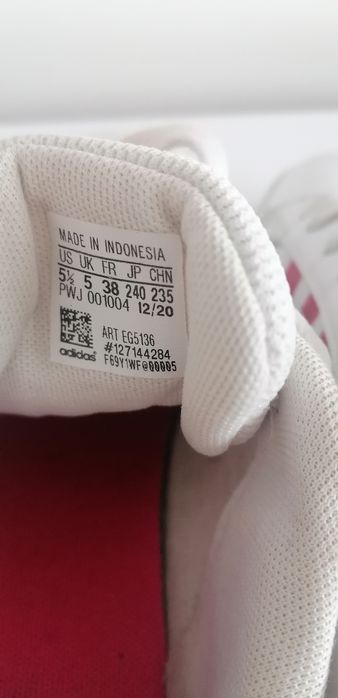 MADE IN INDONESIA
US UK FR JP CHN
5½ 5 38 240 235
PWJ 001004 12/20
ART EG5136
#127144284
adidas F69Y1WF@00005